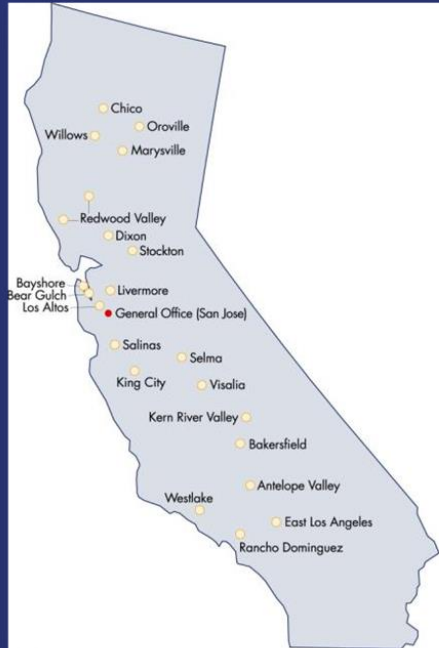 Chico
Oroville
Willows
Marysville
Redwood Valley
Dixon
Stockton
Bayshore
Livermore
Bear Gulch
Los Altos
General Office (San Jose)
Salinas
Selma
King City
Visalia
Kern River Valley
Bakersfield
Antelope Valley
Westlake
East Los Angeles
Rancho Dominguez